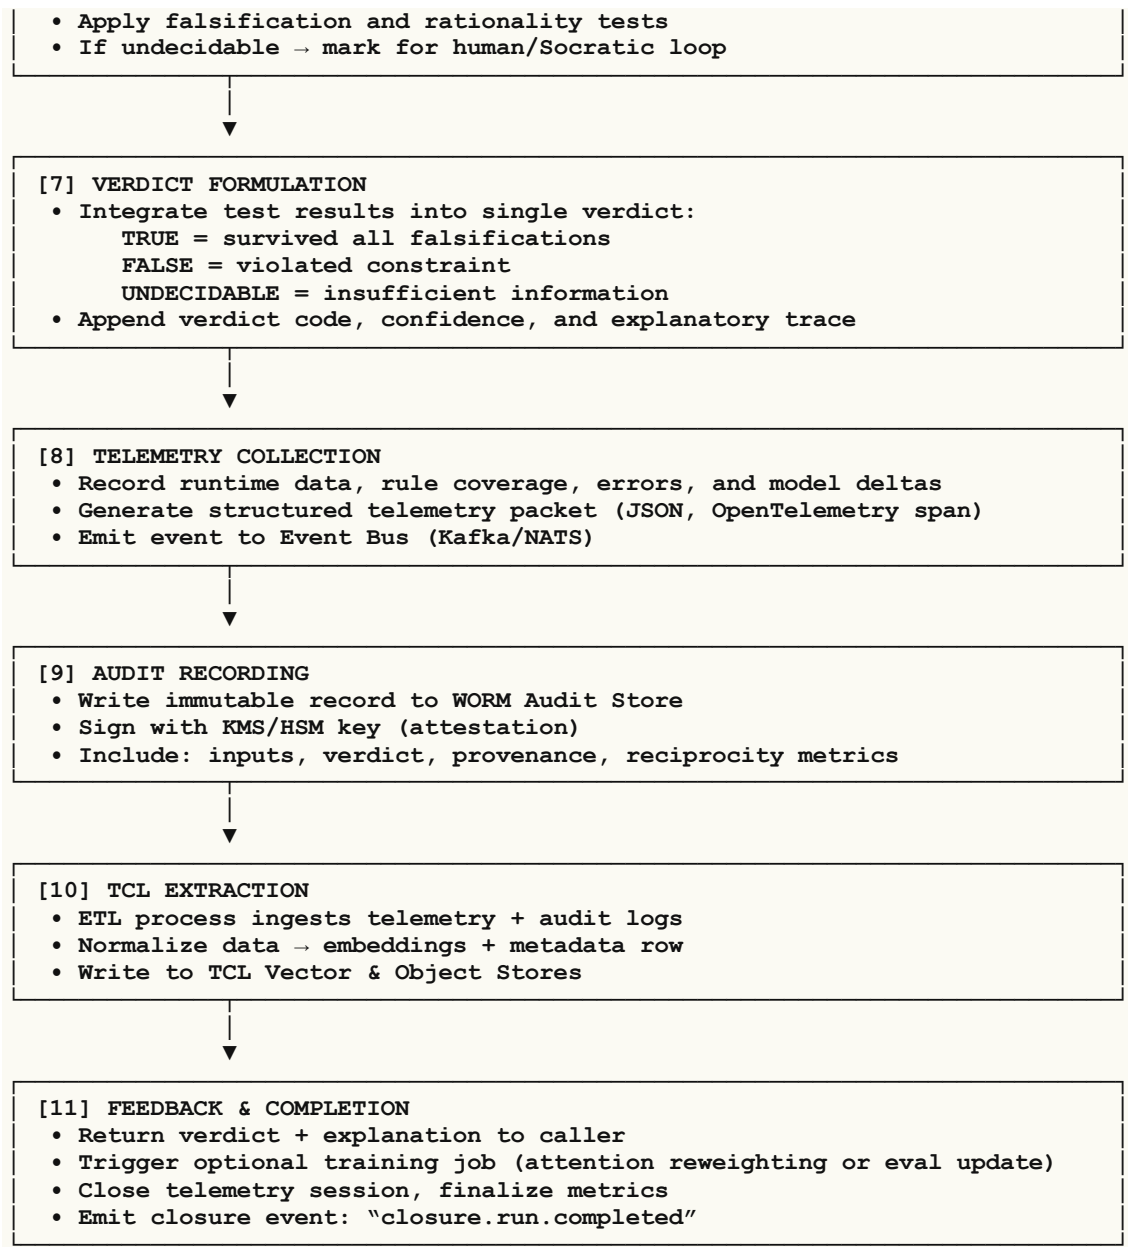 • Apply falsification and rationality tests
• If undecidable → mark for human/Socratic loop
[7] VERDICT FORMULATION
• Integrate test results into single verdict:
TRUE = survived all falsifications
FALSE = violated constraint
UNDECIDABLE = insufficient information
• Append verdict code, confidence, and explanatory trace
[8] TELEMETRY COLLECTION
• Record runtime data, rule coverage, errors, and model deltas
• Generate structured telemetry packet (JSON, OpenTelemetry span)
• Emit event to Event Bus (Kafka/NATS)
[9] AUDIT RECORDING
• Write immutable record to WORM Audit Store
• Sign with KMS/HSM key (attestation)
• Include: inputs, verdict, provenance, reciprocity metrics
[10] TCL EXTRACTION
• ETL process ingests telemetry + audit logs
• Normalize data → embeddings + metadata row
• Write to TCL Vector & Object Stores
[11] FEEDBACK & COMPLETION
• Return verdict + explanation to caller
• Trigger optional training job (attention reweighting or eval update)
• Close telemetry session, finalize metrics
• Emit closure event: “closure.run.completed”